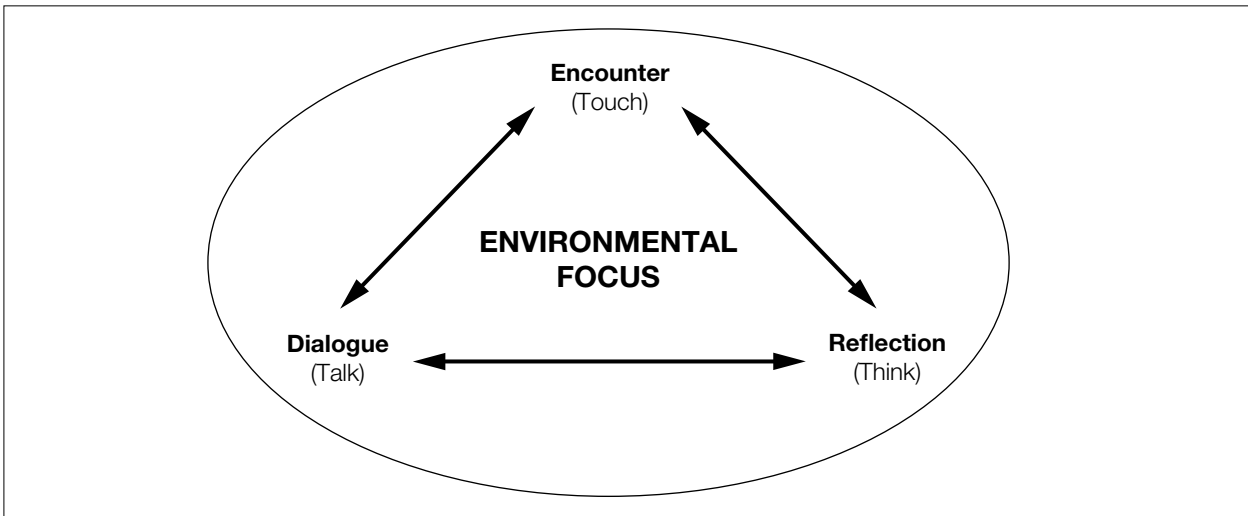 Encounter
(Touch)
ENVIRONMENTAL
FOCUS
Dialogue
(Talk)
Reflection
(Think)